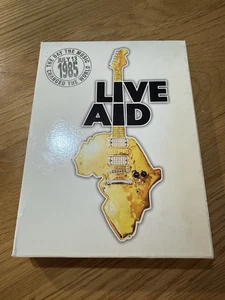 THE DAY THE MUSIC
JULY 13
1985
CHANGED THE WORLD
LIVE
AID